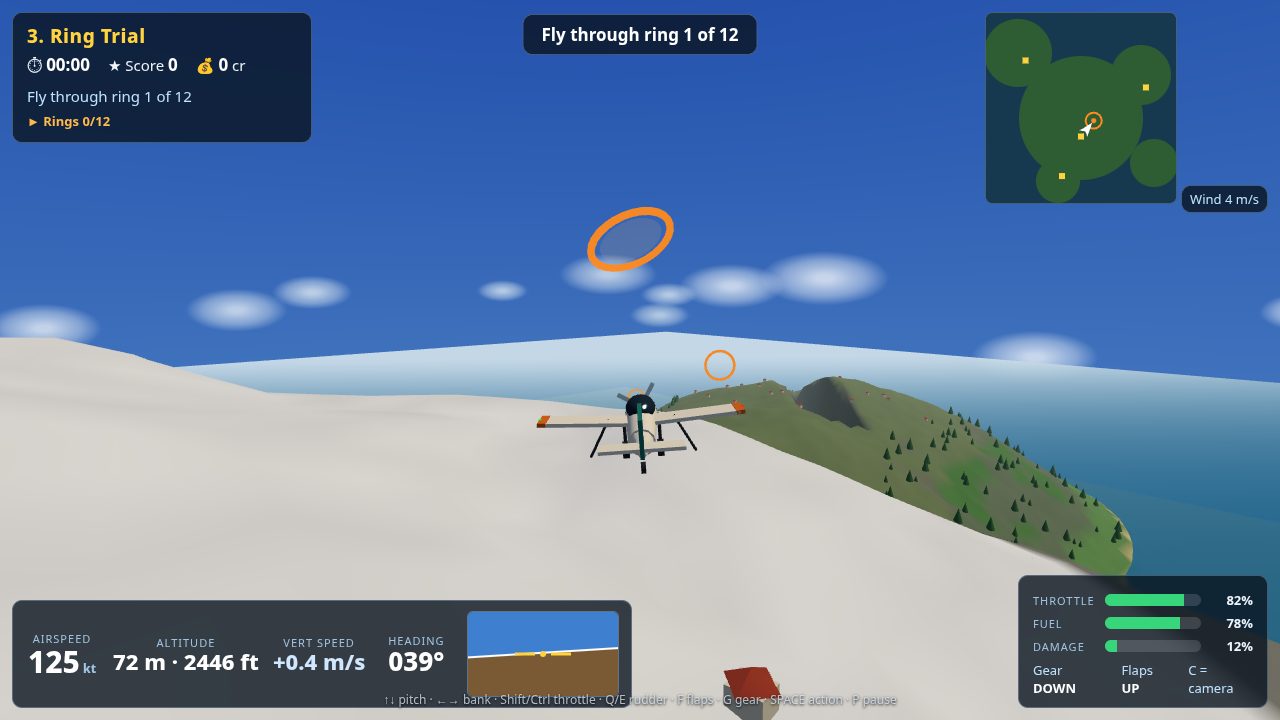 3. Ring Trial
⏱ 00:00 ★ Score 0 💰 0 cr
Fly through ring 1 of 12
► Rings 0/12
Fly through ring 1 of 12
Wind 4 m/s
AIRSPEED
125 kt
ALTITUDE
72 m · 2446 ft
VERT SPEED
+0.4 m/s
HEADING
039°
THROTTLE 82%
FUEL 78%
DAMAGE 12%
Gear DOWN
Flaps UP
C = camera
↑↓ pitch · ←→ bank · Shift/Ctrl throttle · Q/E rudder · F flaps · G gear · SPACE action · P pause